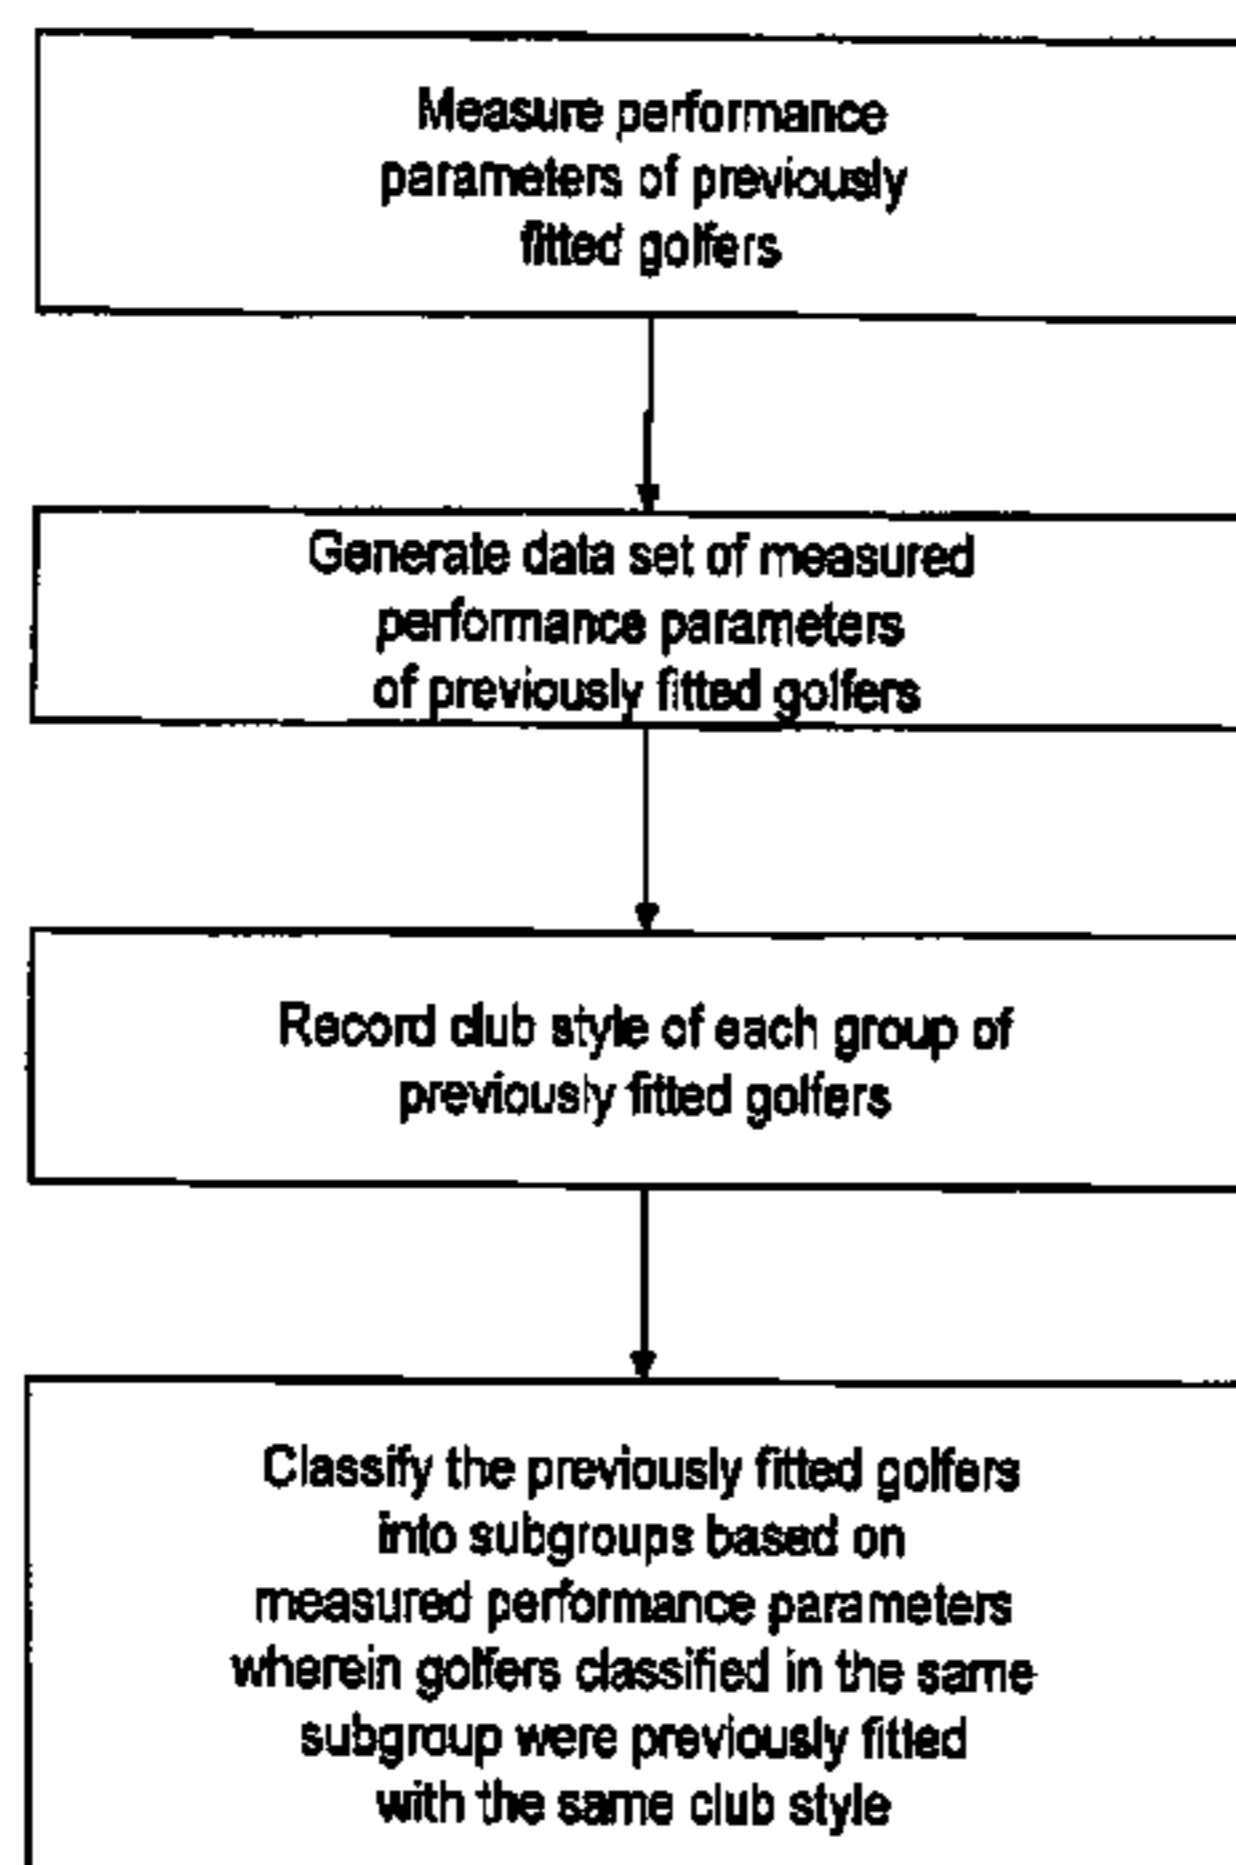 Measure performance
parameters of previously
fitted golfers
Generate data set of measured
performance parameters
of previously fitted golfers
Record club style of each group of
previously fitted golfers
Classify the previously fitted golfers
into subgroups based on
measured performance parameters
wherein golfers classified in the same
subgroup were previously fitted
with the same club style